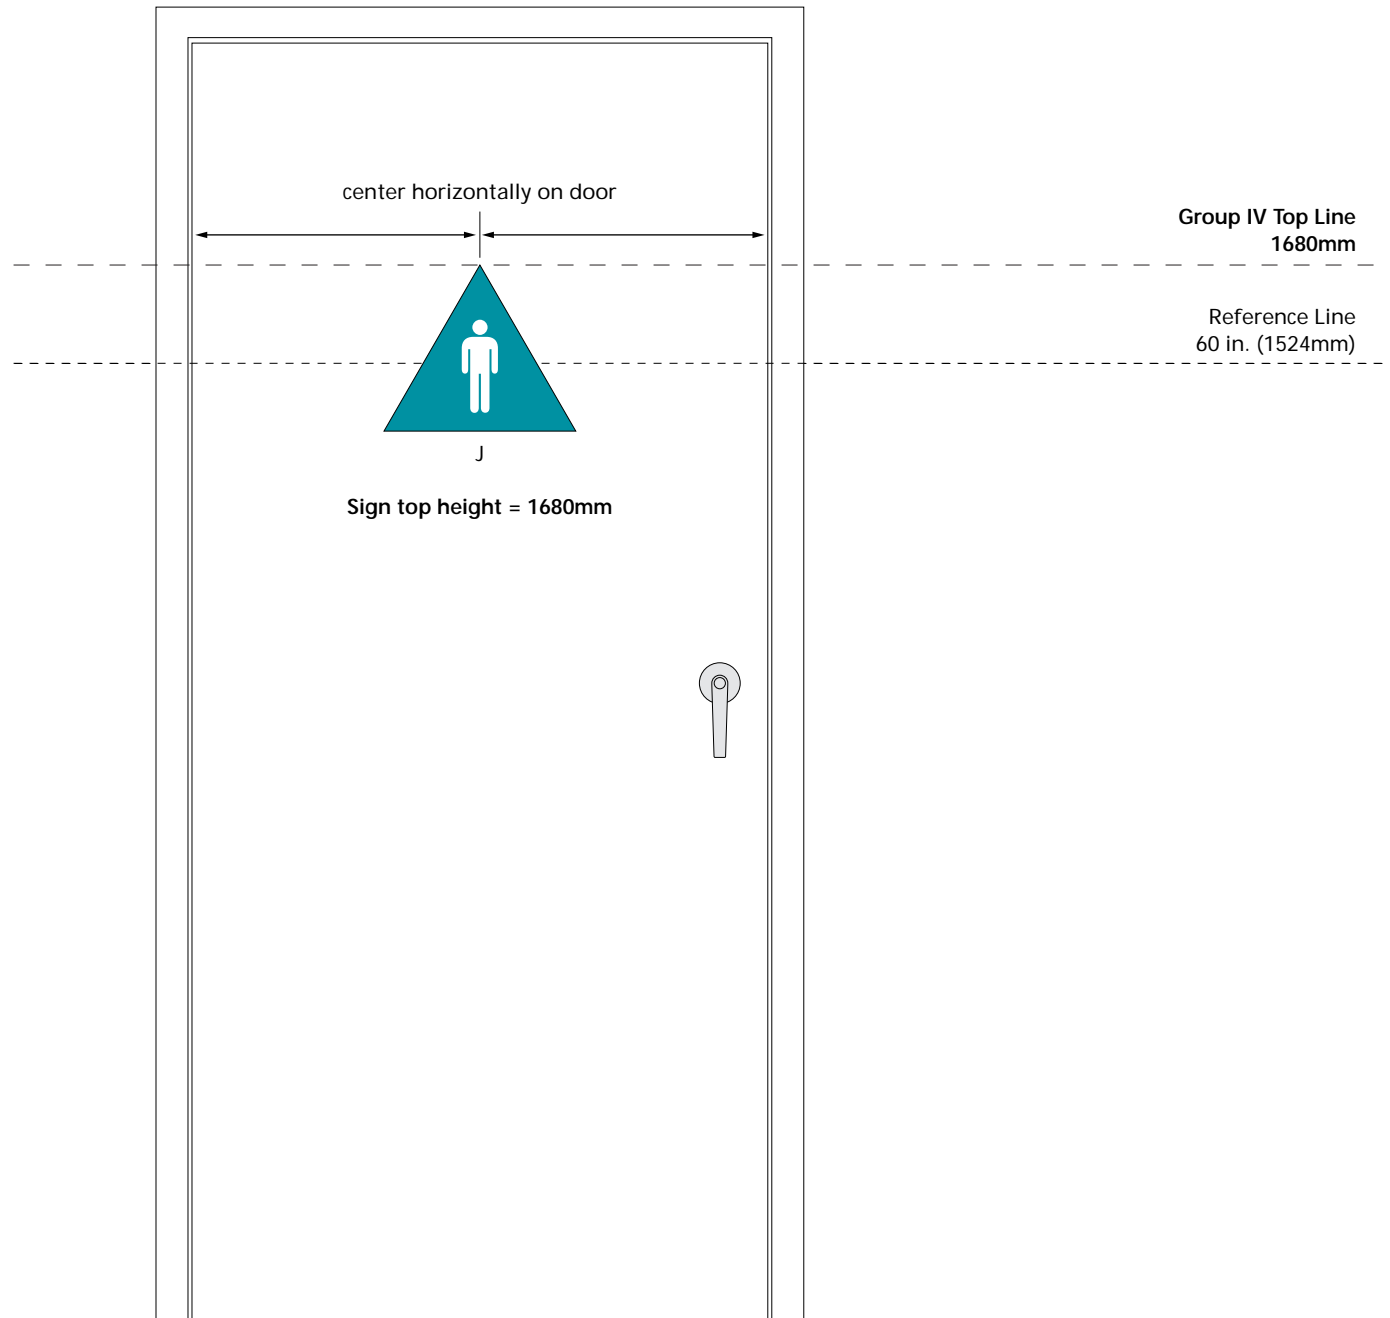 center horizontally on door
Group IV Top Line
1680mm
Reference Line
60 in. (1524mm)
J
Sign top height = 1680mm